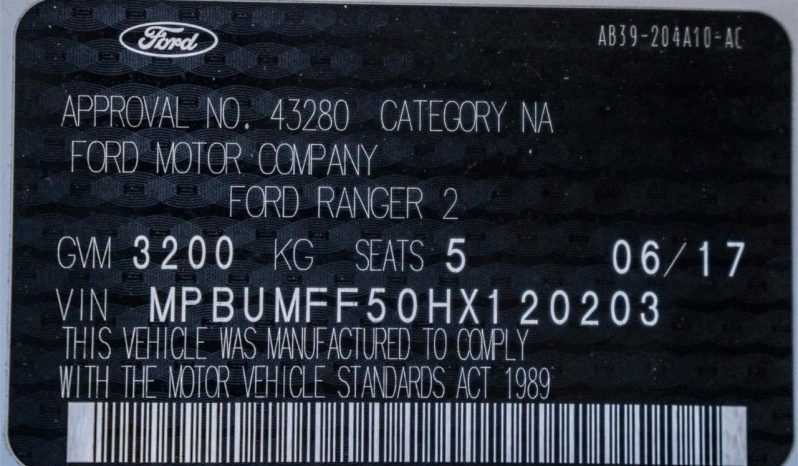 Ford
AB39-204A10-AC
APPROVAL NO. 43280 CATEGORY NA
FORD MOTOR COMPANY
FORD RANGER 2
GVM 3200 KG SEATS 5 06/17
VIN MPBUMFF50HX120203
THIS VEHICLE WAS MANUFACTURED TO COMPLY
WITH THE MOTOR VEHICLE STANDARDS ACT 1989